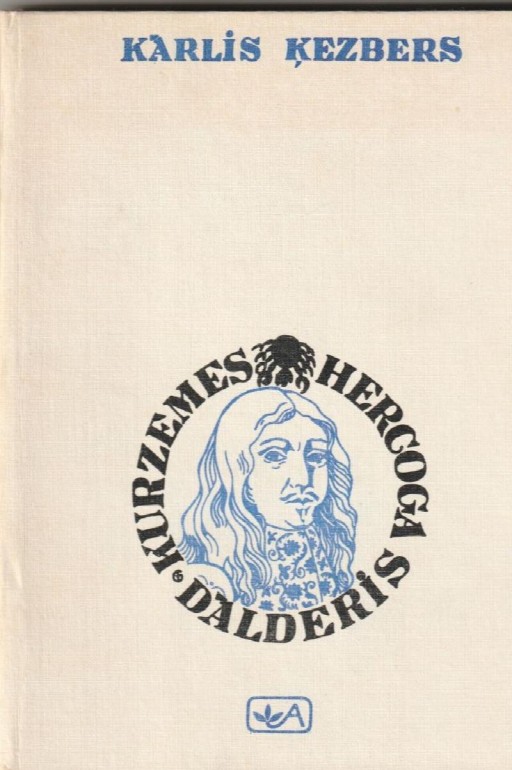 KĀRLIS ĶEZBERS
KURZEMES HERCOGA DĀLDERIS
A